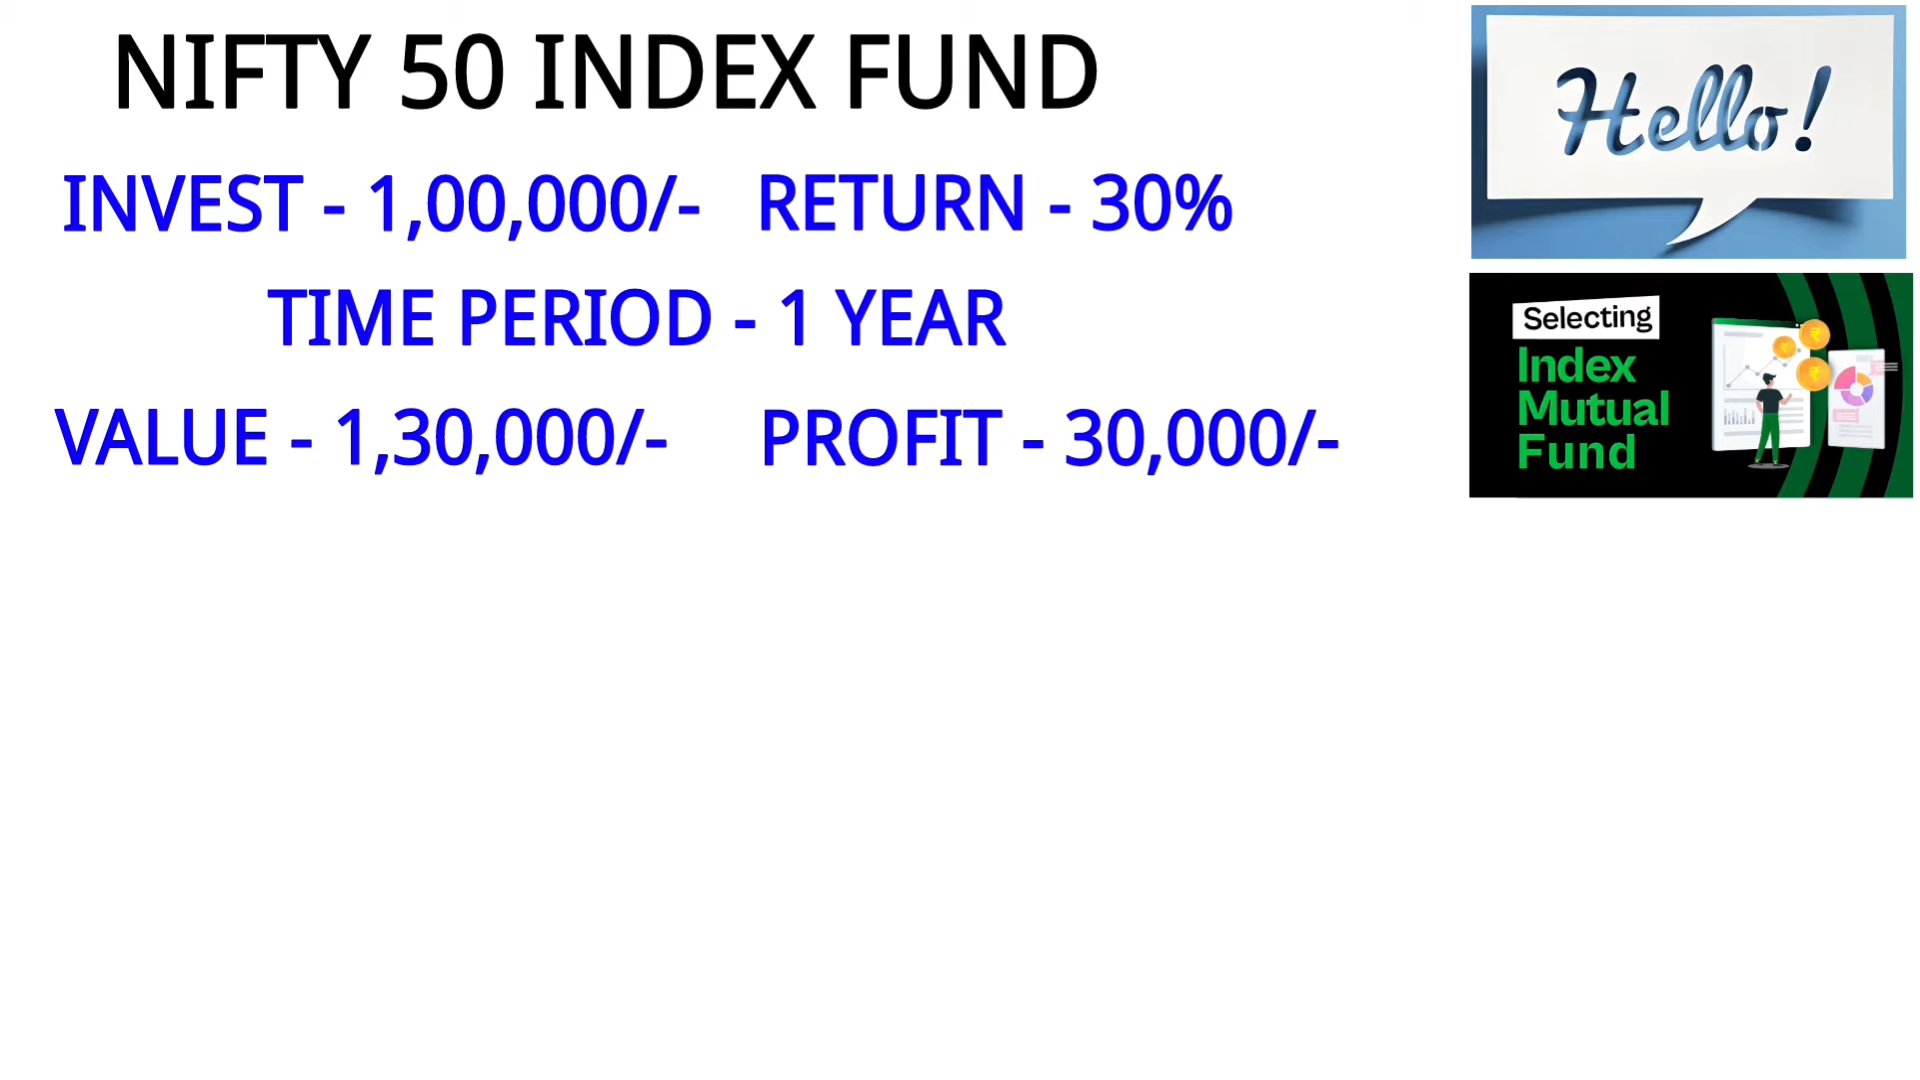 NIFTY 50 INDEX FUND
INVEST - 1,00,000/- RETURN - 30%
TIME PERIOD - 1 YEAR
VALUE - 1,30,000/- PROFIT - 30,000/-
Hello!
Selecting
Index
Mutual
Fund